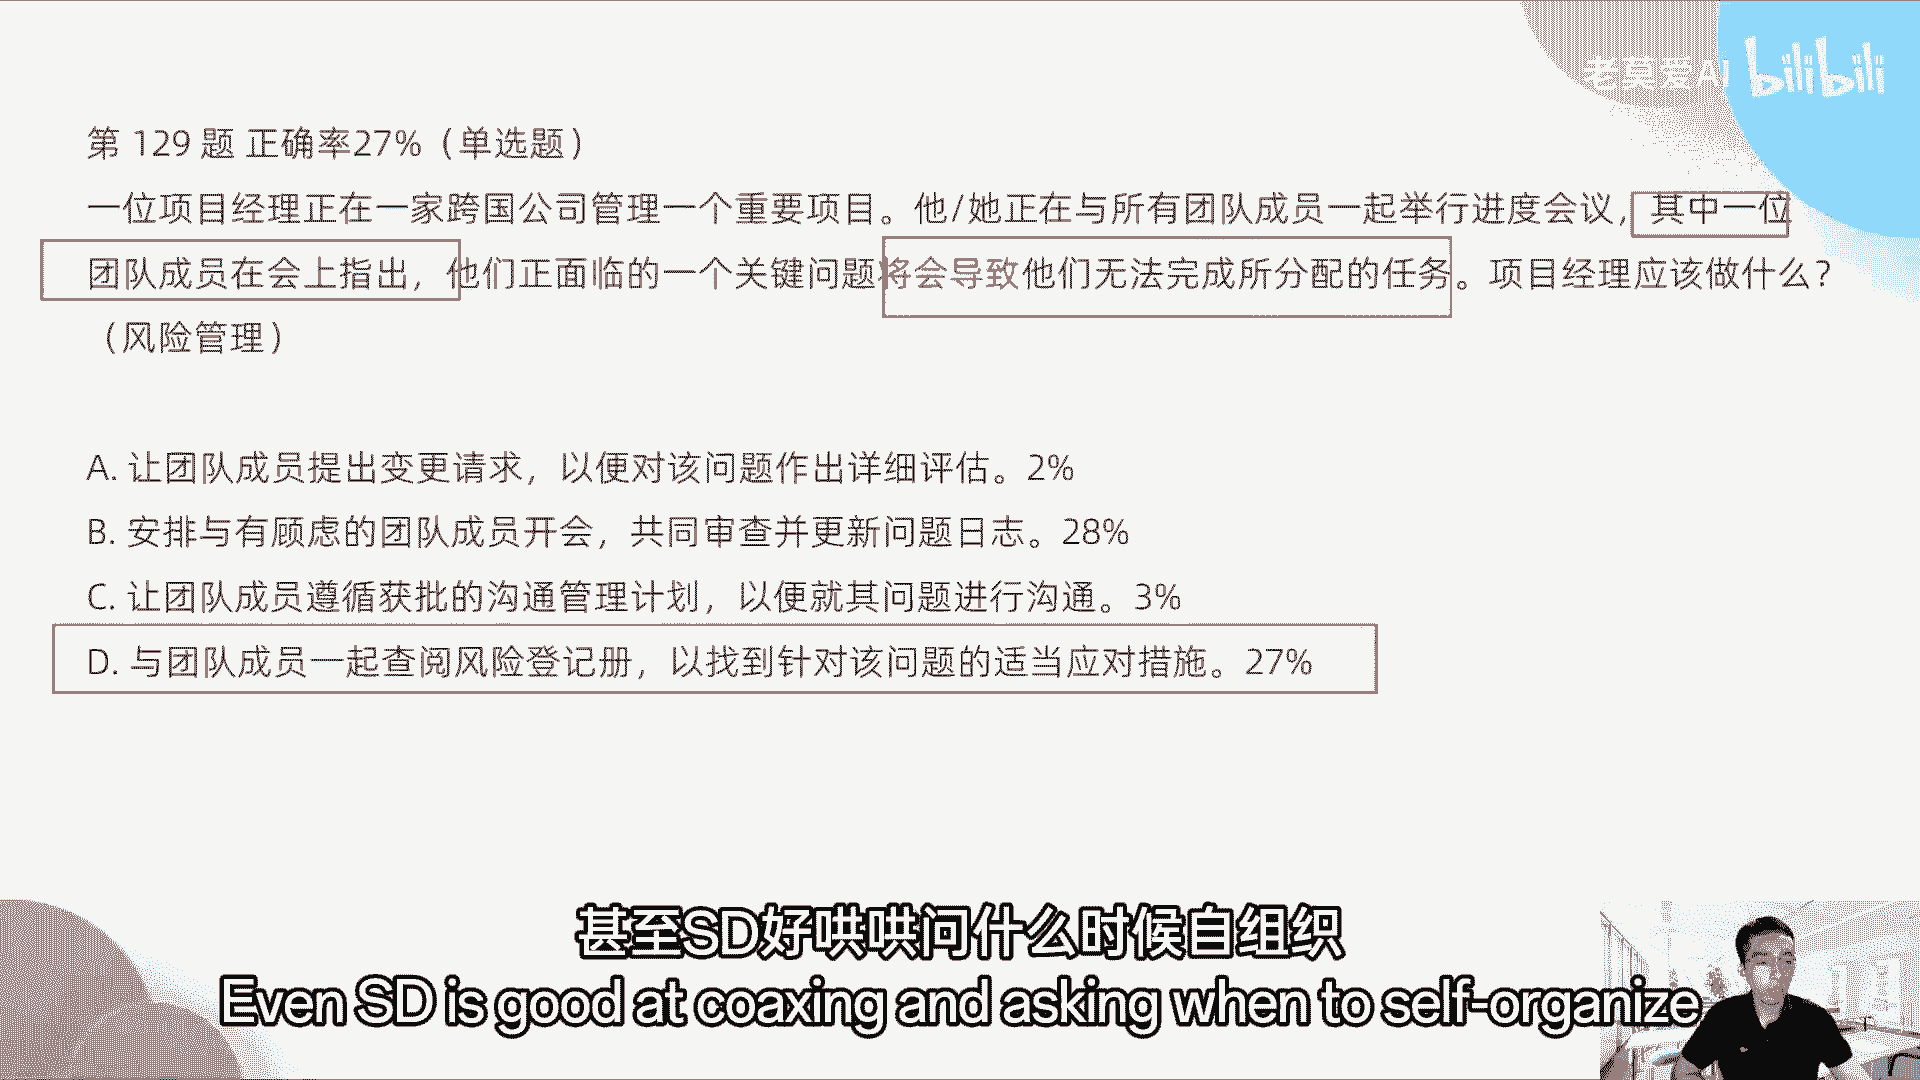 老莫爱AI bilibili
第 129 题 正确率27%（单选题）
一位项目经理正在一家跨国公司管理一个重要项目。他/她正在与所有团队成员一起举行进度会议，其中一位
团队成员在会上指出，他们正面临的一个关键问题将会导致他们无法完成所分配的任务。项目经理应该做什么？
（风险管理）
A. 让团队成员提出变更请求，以便对该问题作出详细评估。2%
B. 安排与有顾虑的团队成员开会，共同审查并更新问题日志。28%
C. 让团队成员遵循获批的沟通管理计划，以便就其问题进行沟通。3%
D. 与团队成员一起查阅风险登记册，以找到针对该问题的适当应对措施。27%
甚至SD好哄哄问什么时候自组织
Even SD is good at coaxing and asking when to self-organize